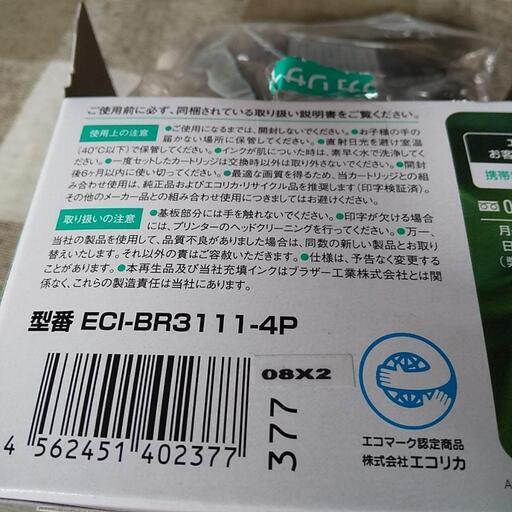 カリサ
ご使用前に必ず、同梱されている取り扱い説明書をご覧ください。
使用上の注意 ●ご使用になるまでは、開封しないでください。●お子様の手の
届かない場所に保管してください。●直射日光を避け室温
(40℃以下)で保管してください。●インクが肌についた時は、素早く水で洗浄してく
ださい。●一度セットしたカートリッジは交換時以外は取り外さないでください。●開封
後6ヶ月以内に使い切ってください。●最適な画質を得るため、当カートリッジとの組
み合わせ使用は、純正品およびエコリカ・リサイクル品を推奨します(印字検証済)。
その他のメーカー品との組み合わせ使用につきましてはお避けください。
取り扱いの注意 ●基板部分には手を触れないでください。●印字が欠ける場合
には、プリンターのヘッドクリーニングを行ってください。●万一、
当社の製品を使用して、品質不良がありました場合は、同数の新しい製品とお取り
替えいたします。それ以外の責はご容赦いただきます。●仕様は、予告なく変更する
ことがあります。●本再生品及び当社充填インクはブラザー工業株式会社とは関
係なく、これらの製造責任は当社にあります。
型番 ECI-BR3111-4P
08X2
377
4 562451 402377
エコマーク認定商品
株式会社エコリカ
お客
携帯
月
日